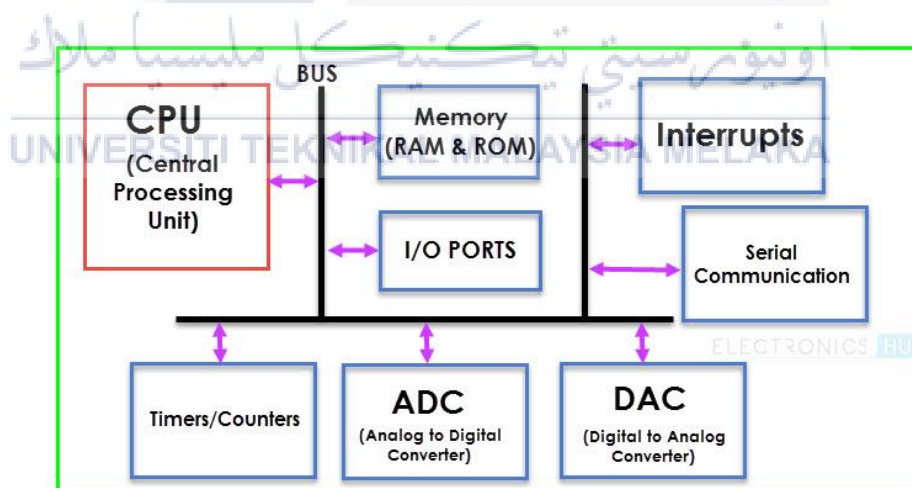 اونيورسيتي تيكنيكل مليسيا ملاك
UNIVERSITI TEKNIKAL MALAYSIA MELAKA
BUS
CPU
(Central
Processing
Unit)
Memory
(RAM & ROM)
Interrupts
I/O PORTS
Serial
Communication
ELECTRONICS HU
Timers/Counters
ADC
(Analog to Digital
Converter)
DAC
(Digital to Analog
Converter)